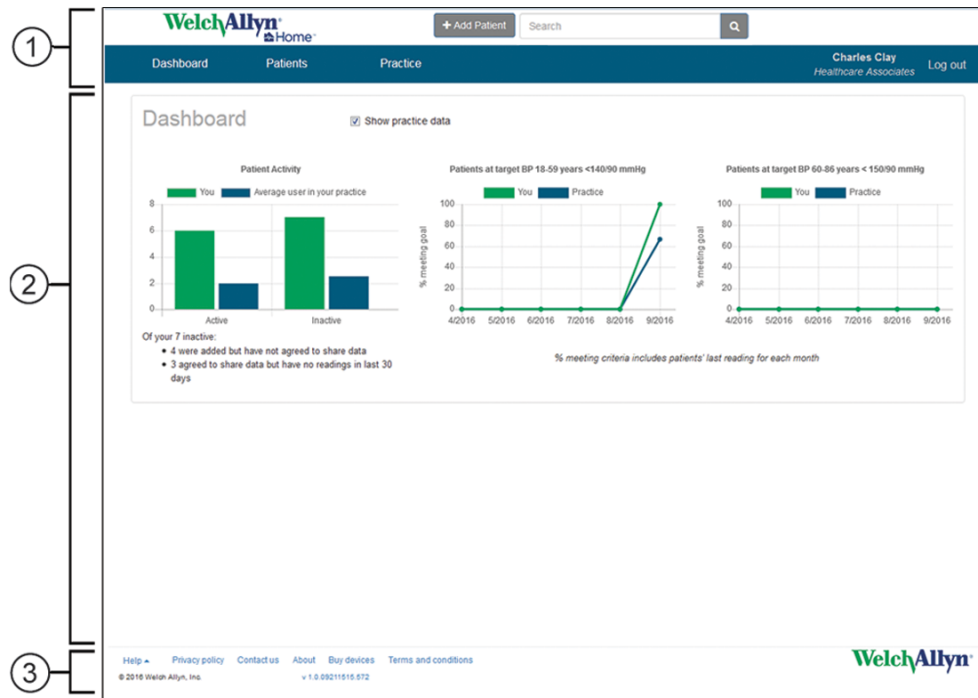 1
WelchAllyn®
Home™
+ Add Patient
Search
Dashboard
Patients
Practice
Charles Clay
Healthcare Associates
Log out
2
Dashboard
Show practice data
Patient Activity
You
Average user in your practice
8
6
4
2
0
Active
Inactive
Of your 7 inactive:
• 4 were added but have not agreed to share data
• 3 agreed to share data but have no readings in last 30
days
Patients at target BP 18-59 years <140/90 mmHg
You
Practice
% meeting goal
100
80
60
40
20
0
4/2016 5/2016 6/2016 7/2016 8/2016 9/2016
Patients at target BP 60-86 years < 150/90 mmHg
You
Practice
% meeting goal
100
80
60
40
20
0
4/2016 5/2016 6/2016 7/2016 8/2016 9/2016
% meeting criteria includes patients' last reading for each month
3
Help
Privacy policy
Contact us
About
Buy devices
Terms and conditions
© 2016 Welch Allyn, Inc.
v 1.0.09211515.572
WelchAllyn®